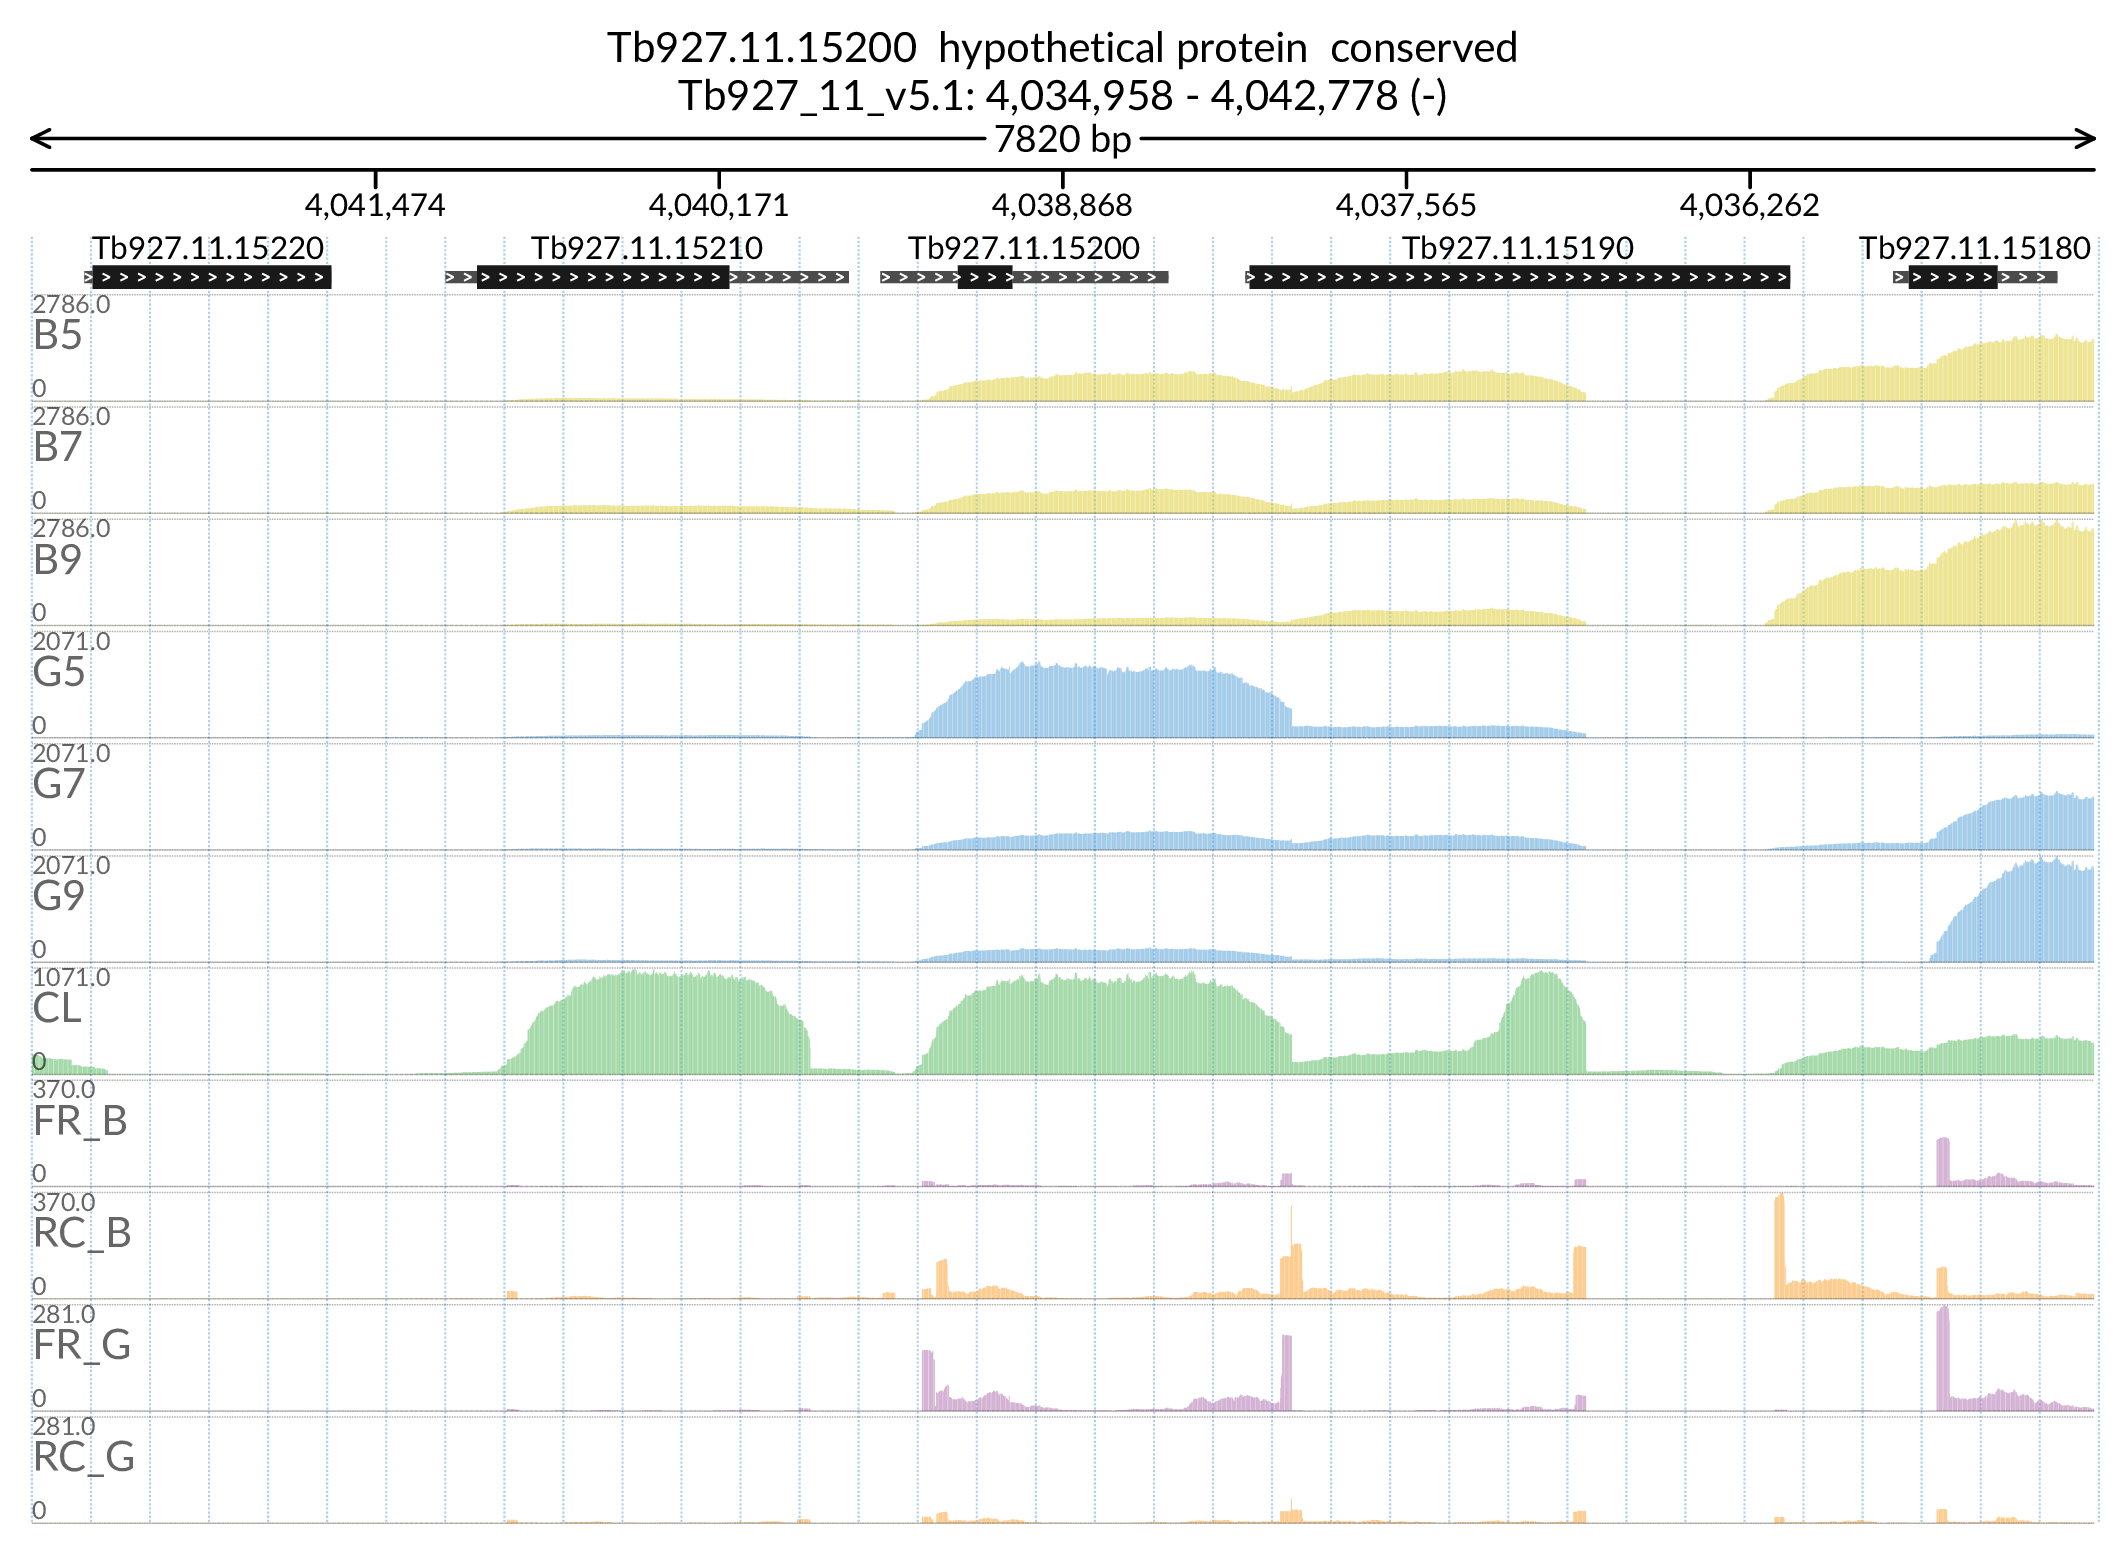 Tb927.11.15200 hypothetical protein conserved
Tb927_11_v5.1: 4,034,958 - 4,042,778 (-)
7820 bp
4,041,474 4,040,171 4,038,868 4,037,565 4,036,262
Tb927.11.15220 Tb927.11.15210 Tb927.11.15200 Tb927.11.15190 Tb927.11.15180
2786.0
B5
0
2786.0
B7
0
2786.0
B9
0
2071.0
G5
0
2071.0
G7
0
2071.0
G9
0
1071.0
CL
0
370.0
FR_B
0
370.0
RC_B
0
281.0
FR_G
0
281.0
RC_G
0